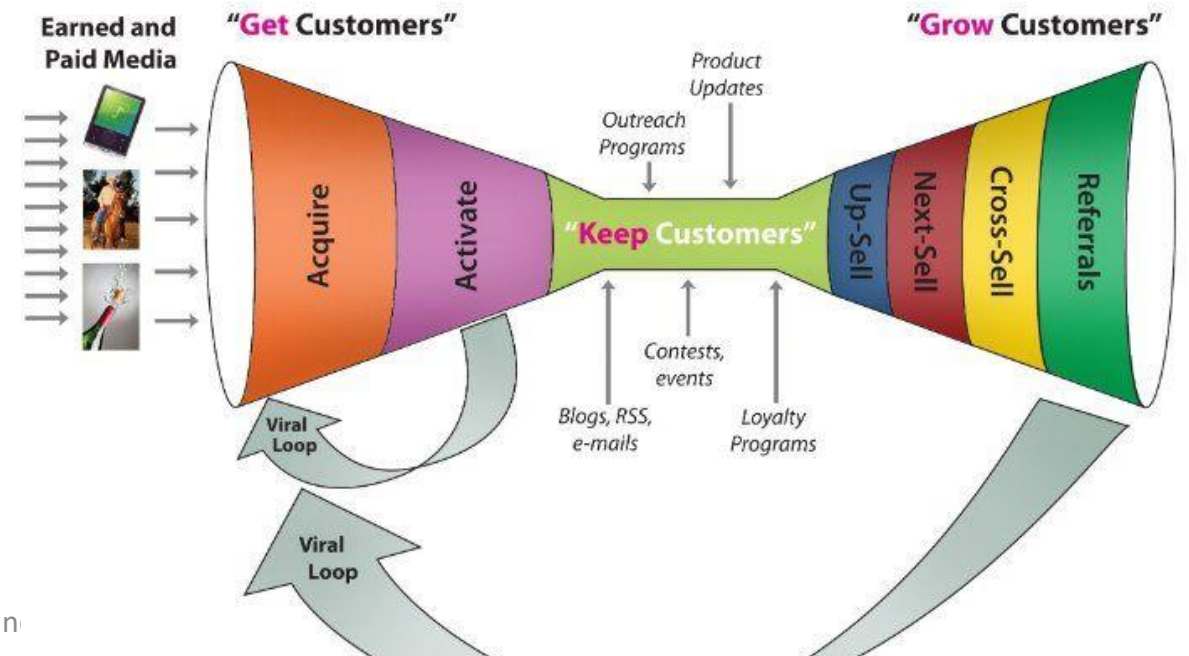 Earned and
Paid Media
“Get Customers”
“Grow Customers”
Product
Updates
Outreach
Programs
Acquire
Activate
“Keep Customers”
Up-Sell
Next-Sell
Cross-Sell
Referrals
Contests,
events
Blogs, RSS,
e-mails
Loyalty
Programs
Viral
Loop
Viral
Loop